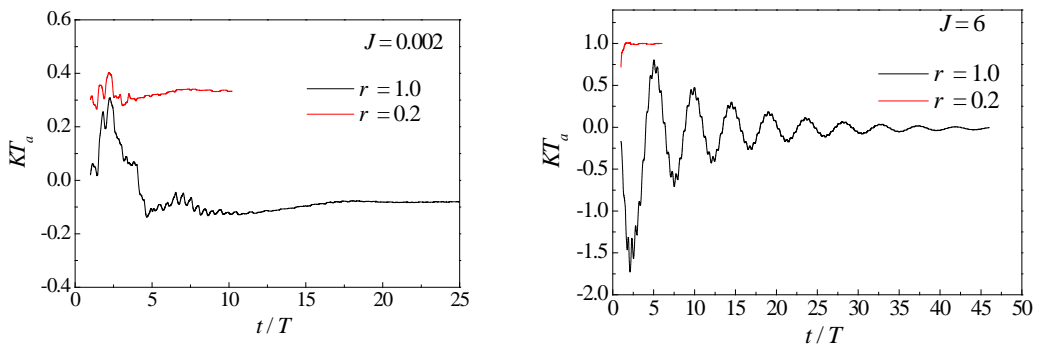 0.6
0.4
0.2
0.0
-0.2
-0.4
KTa
J = 0.002
r = 1.0
r = 0.2
0 5 10 15 20 25
t / T
1.0
0.5
0.0
-0.5
-1.0
-1.5
-2.0
KTa
J = 6
r = 1.0
r = 0.2
0 5 10 15 20 25 30 35 40 45 50
t / T